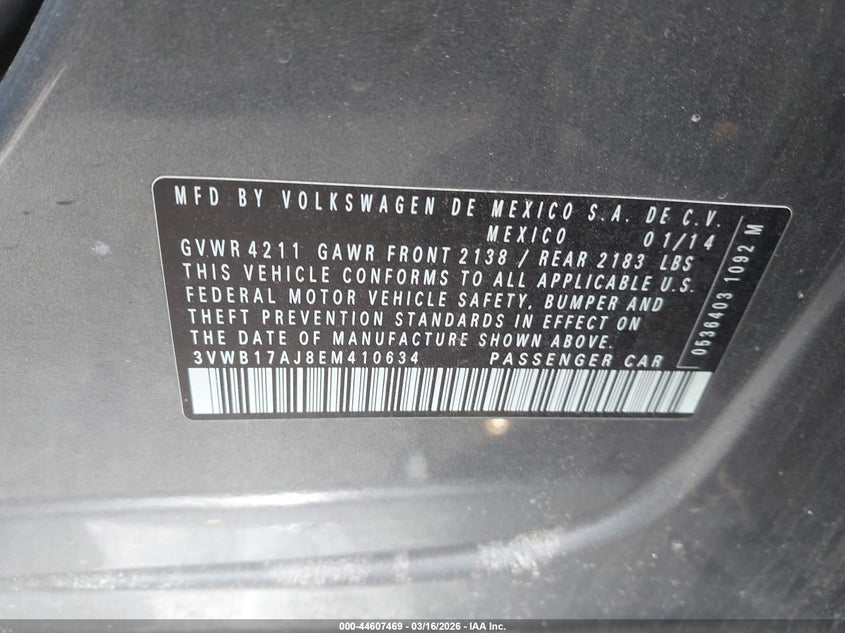 MFD BY VOLKSWAGEN DE MEXICO S.A. DE C.V.
MEXICO 01/14
GVWR 4211 GAWR FRONT 2138 / REAR 2183 LBS
THIS VEHICLE CONFORMS TO ALL APPLICABLE U.S.
FEDERAL MOTOR VEHICLE SAFETY, BUMPER AND
THEFT PREVENTION STANDARDS IN EFFECT ON
THE DATE OF MANUFACTURE SHOWN ABOVE.
3VWB17AJ8EM410634 PASSENGER CAR
05364031092 M
000-44607469 - 03/16/2026 - IAA Inc.